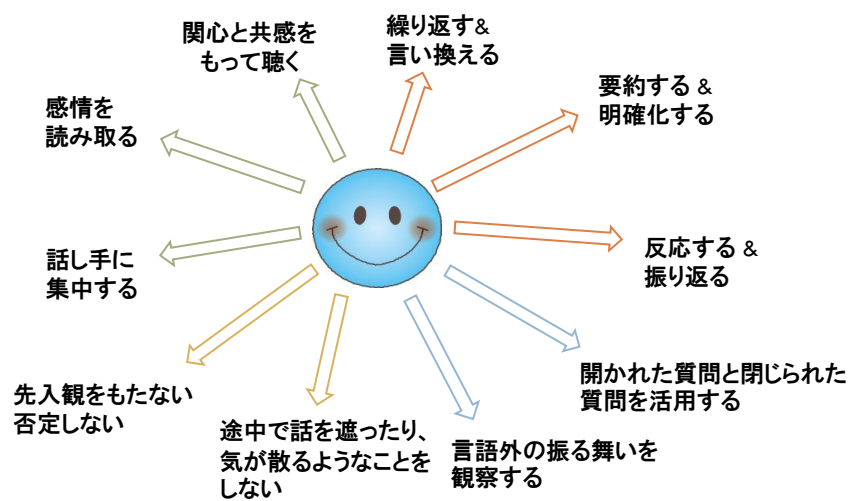 関心と共感を
もって聴く
繰り返す&
言い換える
要約する &
明確化する
感情を
読み取る
反応する &
振り返る
話し手に
集中する
開かれた質問と閉じられた
質問を活用する
先入観をもたない
否定しない
途中で話を遮ったり、
気が散るようなことを
しない
言語外の振る舞いを
観察する